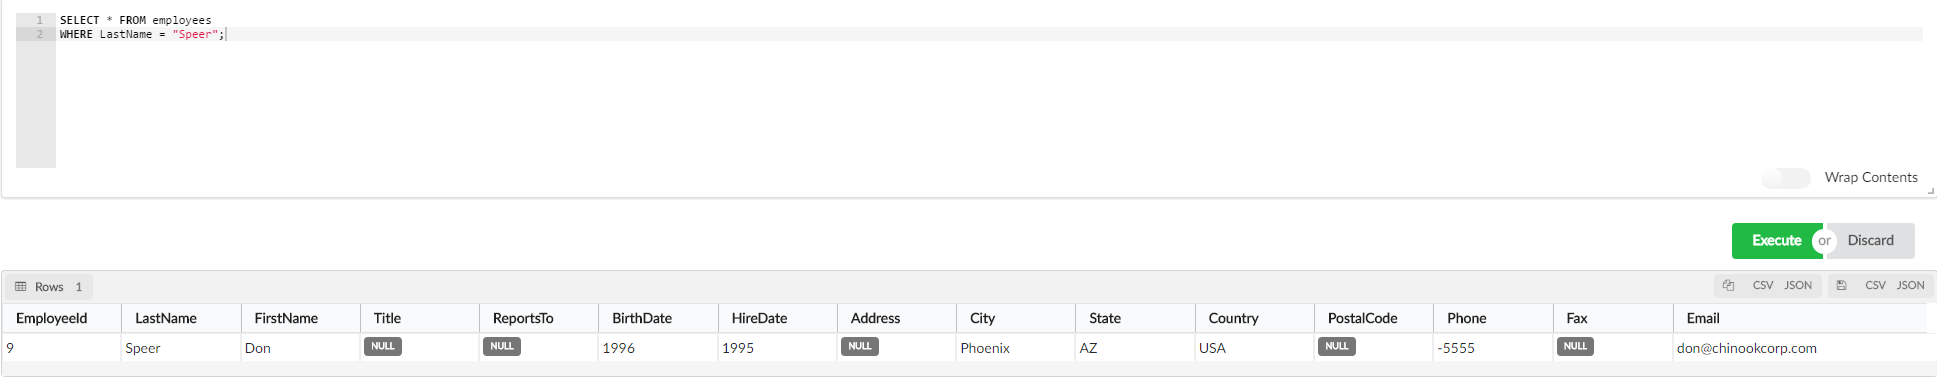 1 SELECT * FROM employees
2 WHERE LastName = "Speer";
Wrap Contents
Execute or Discard
Rows 1 CSV JSON CSV JSON
EmployeeId LastName FirstName Title ReportsTo BirthDate HireDate Address City State Country PostalCode Phone Fax Email
9 Speer Don NULL NULL 1996 1995 NULL Phoenix AZ USA NULL -5555 NULL don@chinookcorp.com